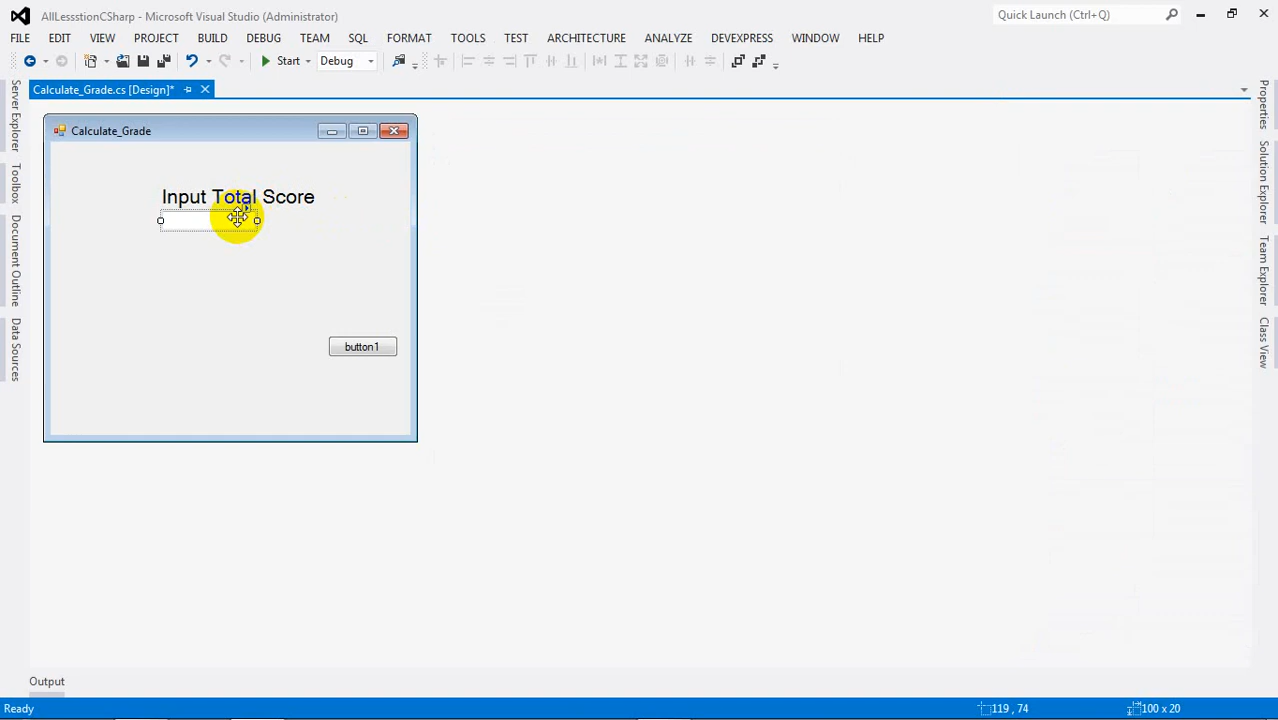 AllLesstionCSharp - Microsoft Visual Studio (Administrator)
Quick Launch (Ctrl+Q)
FILE EDIT VIEW PROJECT BUILD DEBUG TEAM SQL FORMAT TOOLS TEST ARCHITECTURE ANALYZE DEVEXPRESS WINDOW HELP
Start Debug
Calculate_Grade.cs [Design]*
Server Explorer
Toolbox
Document Outline
Data Sources
Calculate_Grade
Input Total Score
button1
Properties
Solution Explorer
Team Explorer
Class View
Output
Ready
119 , 74
100 x 20